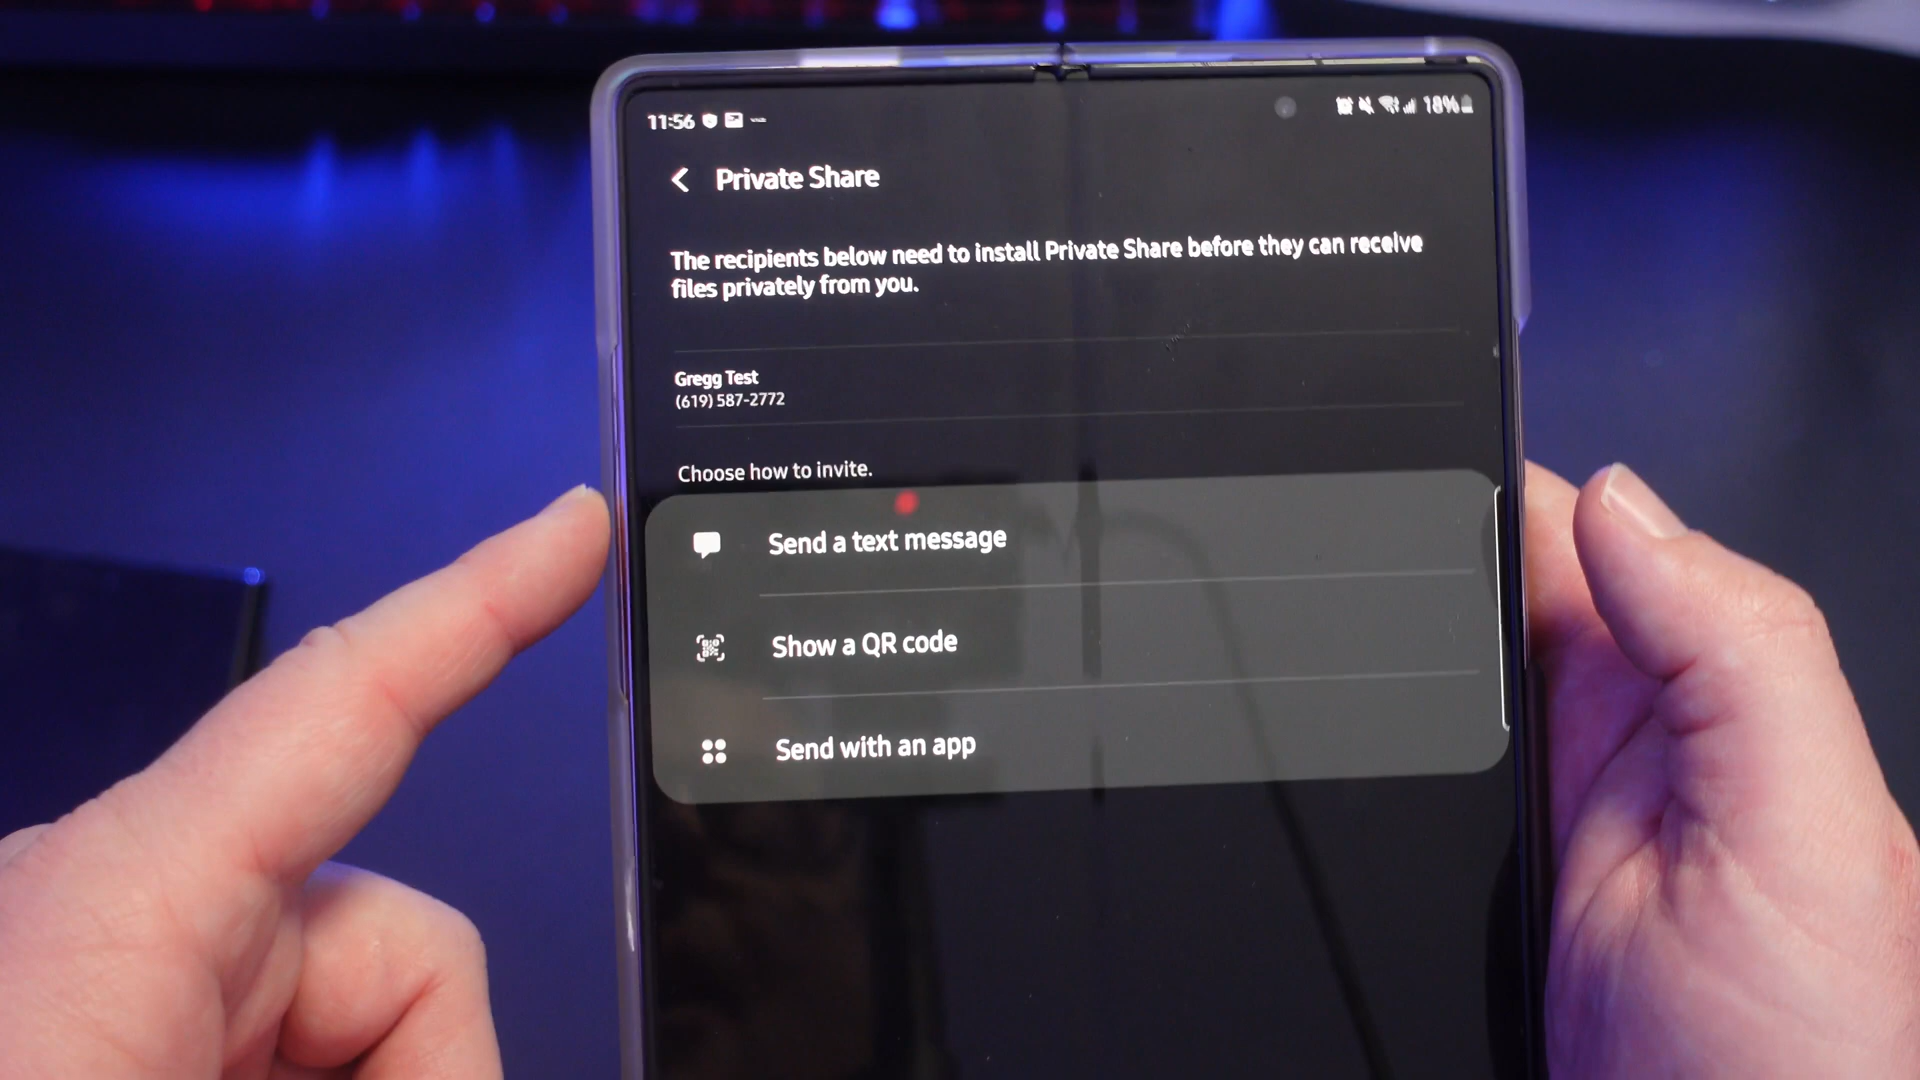 11:56
18%
Private Share
The recipients below need to install Private Share before they can receive
files privately from you.
Gregg Test
(619) 587-2772
Choose how to invite.
Send a text message
Show a QR code
Send with an app